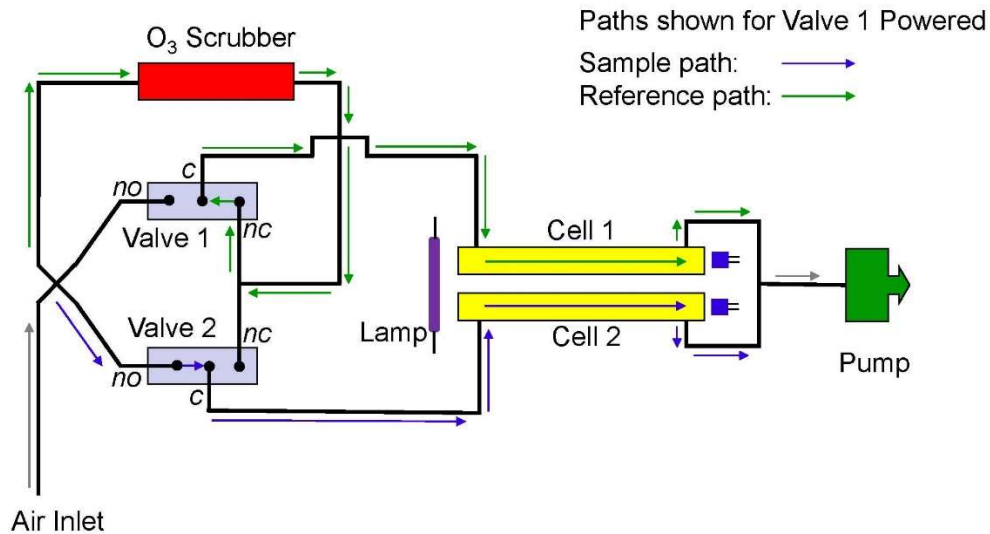 Paths shown for Valve 1 Powered
Sample path:
Reference path:
O₃ Scrubber
no
c
nc
Valve 1
Valve 2
nc
no
c
Lamp
Cell 1
Cell 2
Pump
Air Inlet